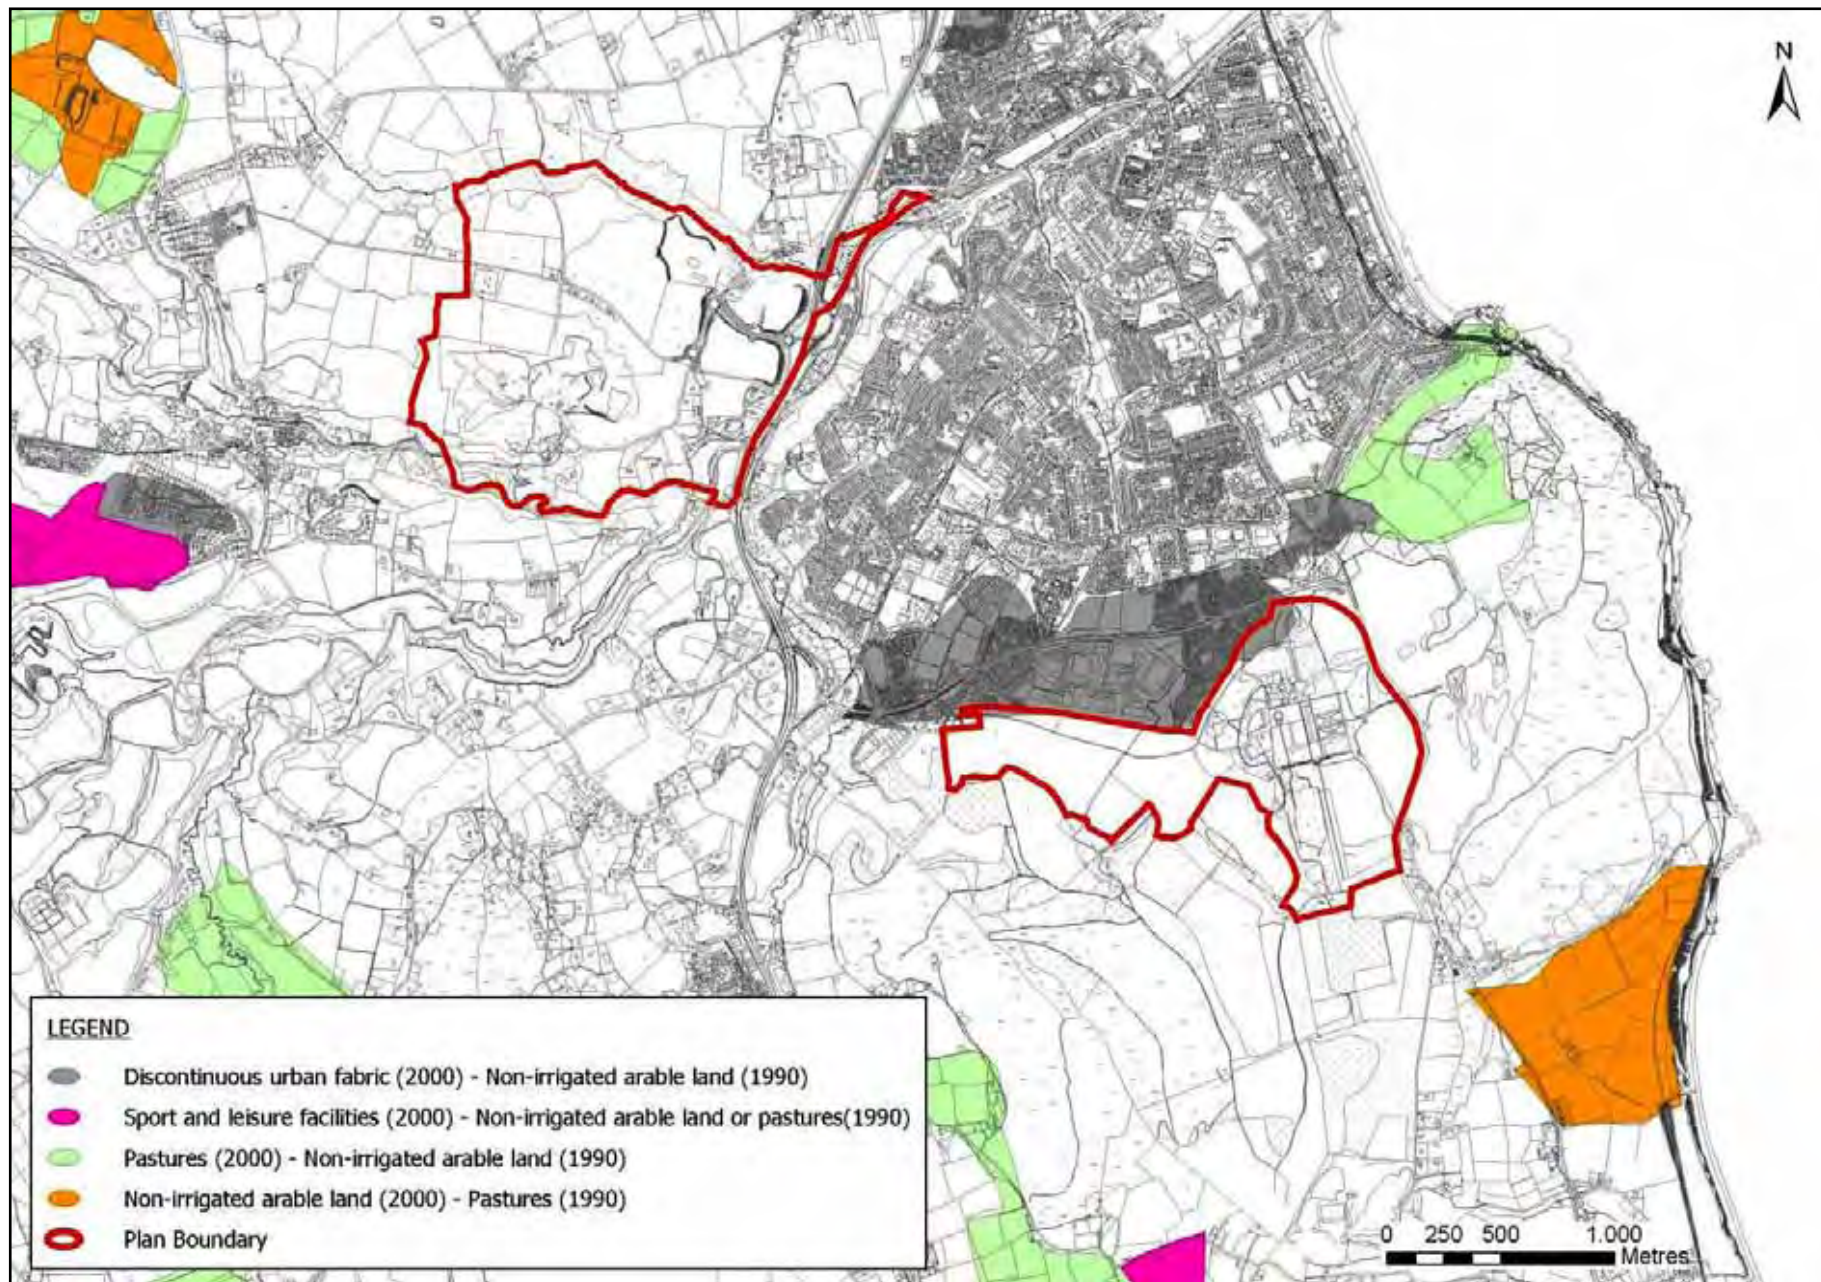 N
LEGEND
Discontinuous urban fabric (2000) - Non-irrigated arable land (1990)
Sport and leisure facilities (2000) - Non-irrigated arable land or pastures(1990)
Pastures (2000) - Non-irrigated arable land (1990)
Non-irrigated arable land (2000) - Pastures (1990)
Plan Boundary
0 250 500 1.000
Metres